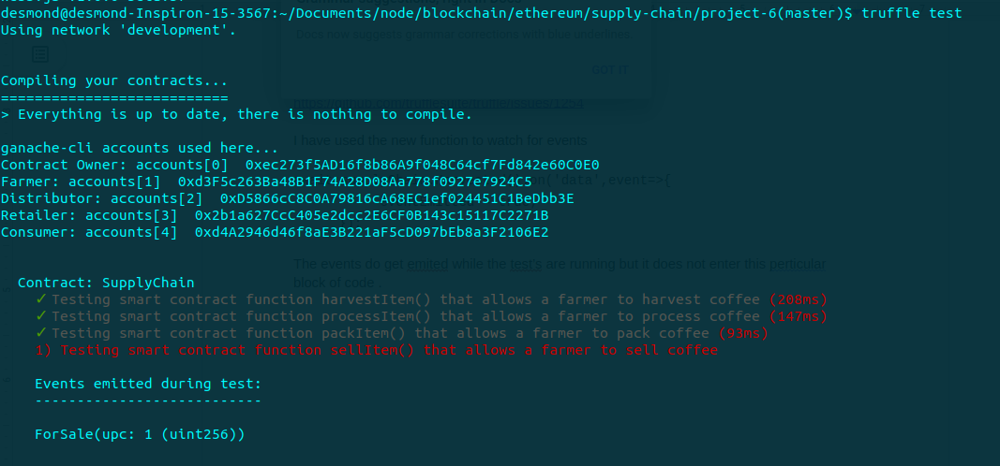 desmond@desmond-Inspiron-15-3567:~/Documents/node/blockchain/ethereum/supply-chain/project-6(master)$ truffle test
Using network 'development'.
Docs now suggests grammar corrections with blue underlines
GOT IT
Compiling your contracts...
===========================
> Everything is up to date, there is nothing to compile.
I have used the new function to watch for events
ganache-cli accounts used here...
Contract Owner: accounts[0]  0xec273f5AD16f8b86A9f048C64cf7Fd842e60C0E0
Farmer: accounts[1]  0xd3F5c263Ba48B1F74A28D08Aa778f0927e7924C5
('data',event=>{
Distributor: accounts[2]  0xD5866cC8C0A79816cA68EC1ef024451C1BeDbb3E
Retailer: accounts[3]  0x2b1a627CcC405e2dcc2E6CF0B143c15117C2271B
Consumer: accounts[4]  0xd4A2946d46f8aE3B221aF5cD097bEb8a3F2106E2
The events do get emited while the test's are running but it does not enter this perticular
block of code
Contract: SupplyChain
✓ Testing smart contract function harvestItem() that allows a farmer to harvest coffee (208ms)
✓ Testing smart contract function processItem() that allows a farmer to process coffee (147ms)
✓ Testing smart contract function packItem() that allows a farmer to pack coffee (93ms)
1) Testing smart contract function sellItem() that allows a farmer to sell coffee
Events emitted during test:
---------------------------
ForSale(upc: 1 (uint256))